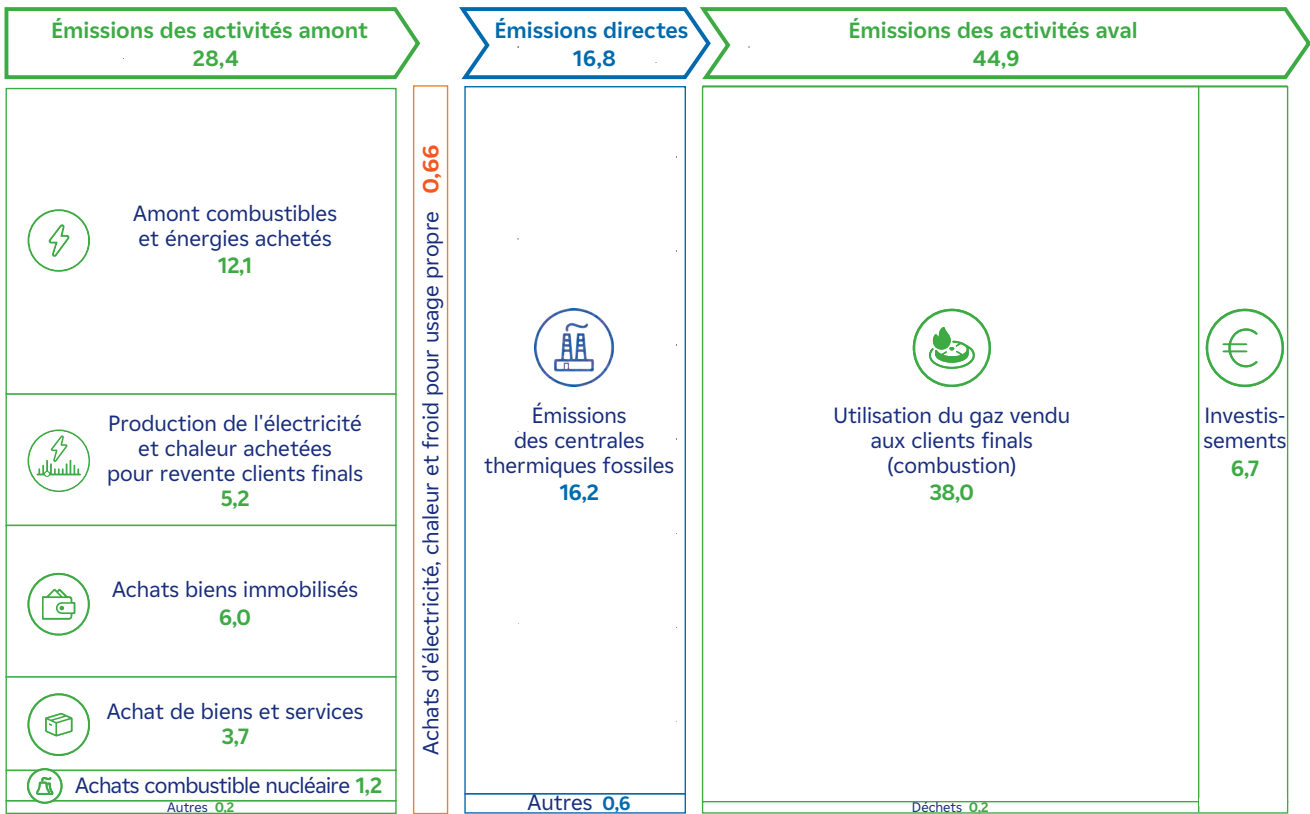 Émissions des activités amont
28,4
Amont combustibles
et énergies achetés
12,1
Production de l'électricité
et chaleur achetées
pour revente clients finals
5,2
Achats biens immobilisés
6,0
Achat de biens et services
3,7
Achats combustible nucléaire 1,2
Autres 0,2
Achats d'électricité, chaleur et froid pour usage propre 0,66
Émissions directes
16,8
Émissions
des centrales
thermiques fossiles
16,2
Autres 0,6
Émissions des activités aval
44,9
Utilisation du gaz vendu
aux clients finals
(combustion)
38,0
Déchets 0,2
Investis-
sements
6,7